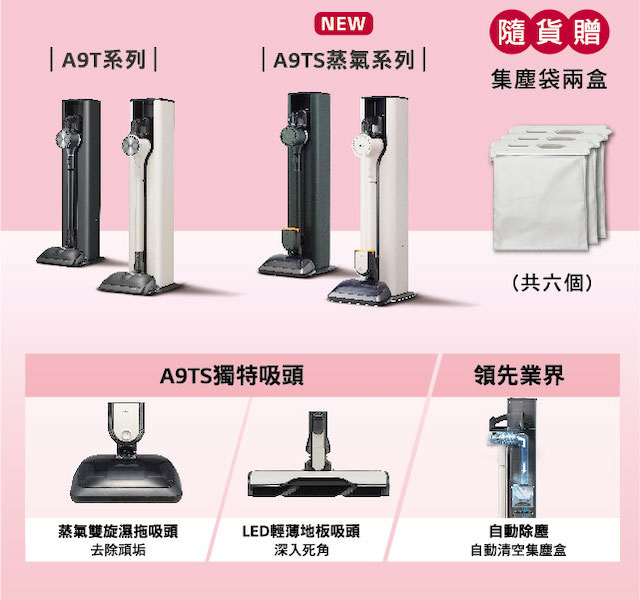 NEW
隨貨贈
|A9T系列|
|A9TS蒸氣系列|
集塵袋兩盒
(共六個)
A9TS獨特吸頭
領先業界
蒸氣雙旋濕拖吸頭
去除頑垢
LED輕薄地板吸頭
深入死角
自動除塵
自動清空集塵盒